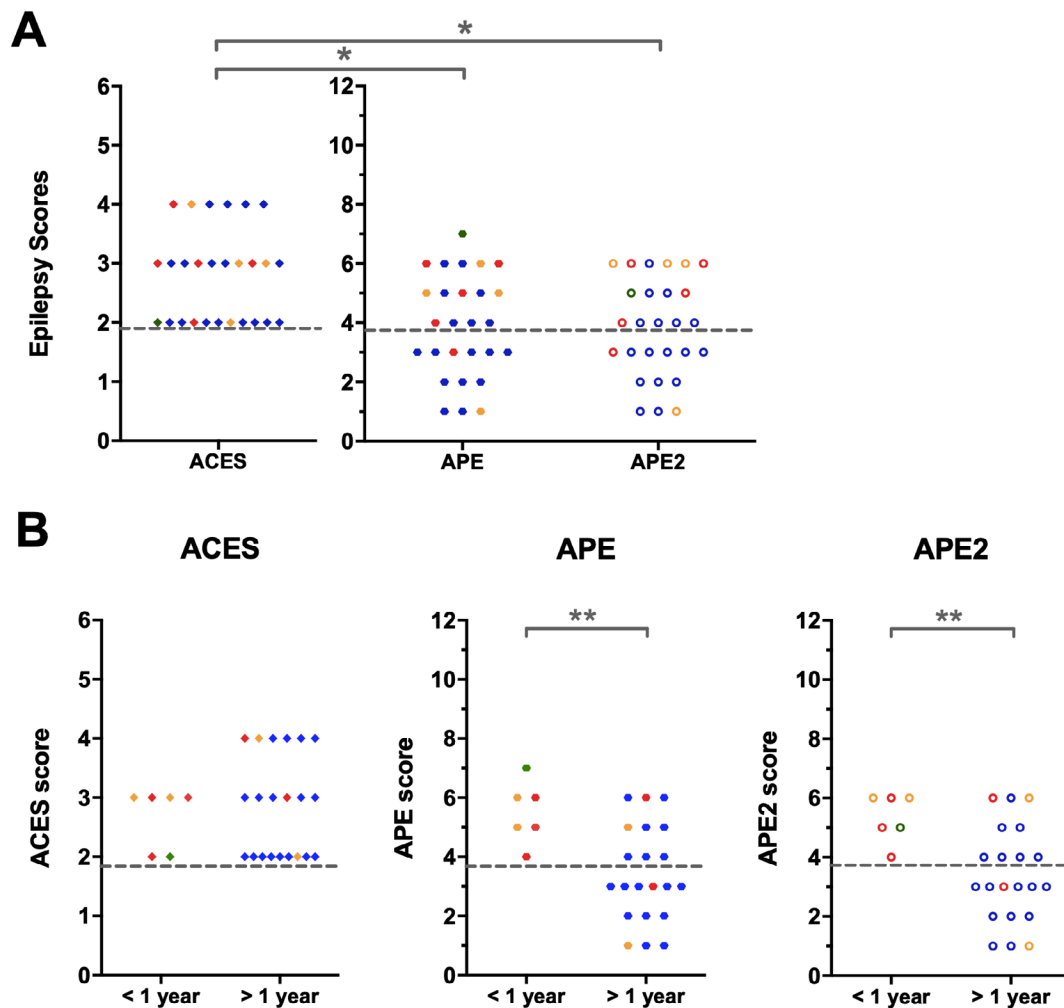 A
*
*
6
5
4
3
2
1
0
Epilepsy Scores
ACES
12
10
8
6
4
2
0
APE
APE2
B
ACES
APE
APE2
6
5
4
3
2
1
0
ACES score
< 1 year
> 1 year
**
12
10
8
6
4
2
0
APE score
< 1 year
> 1 year
**
12
10
8
6
4
2
0
APE2 score
< 1 year
> 1 year